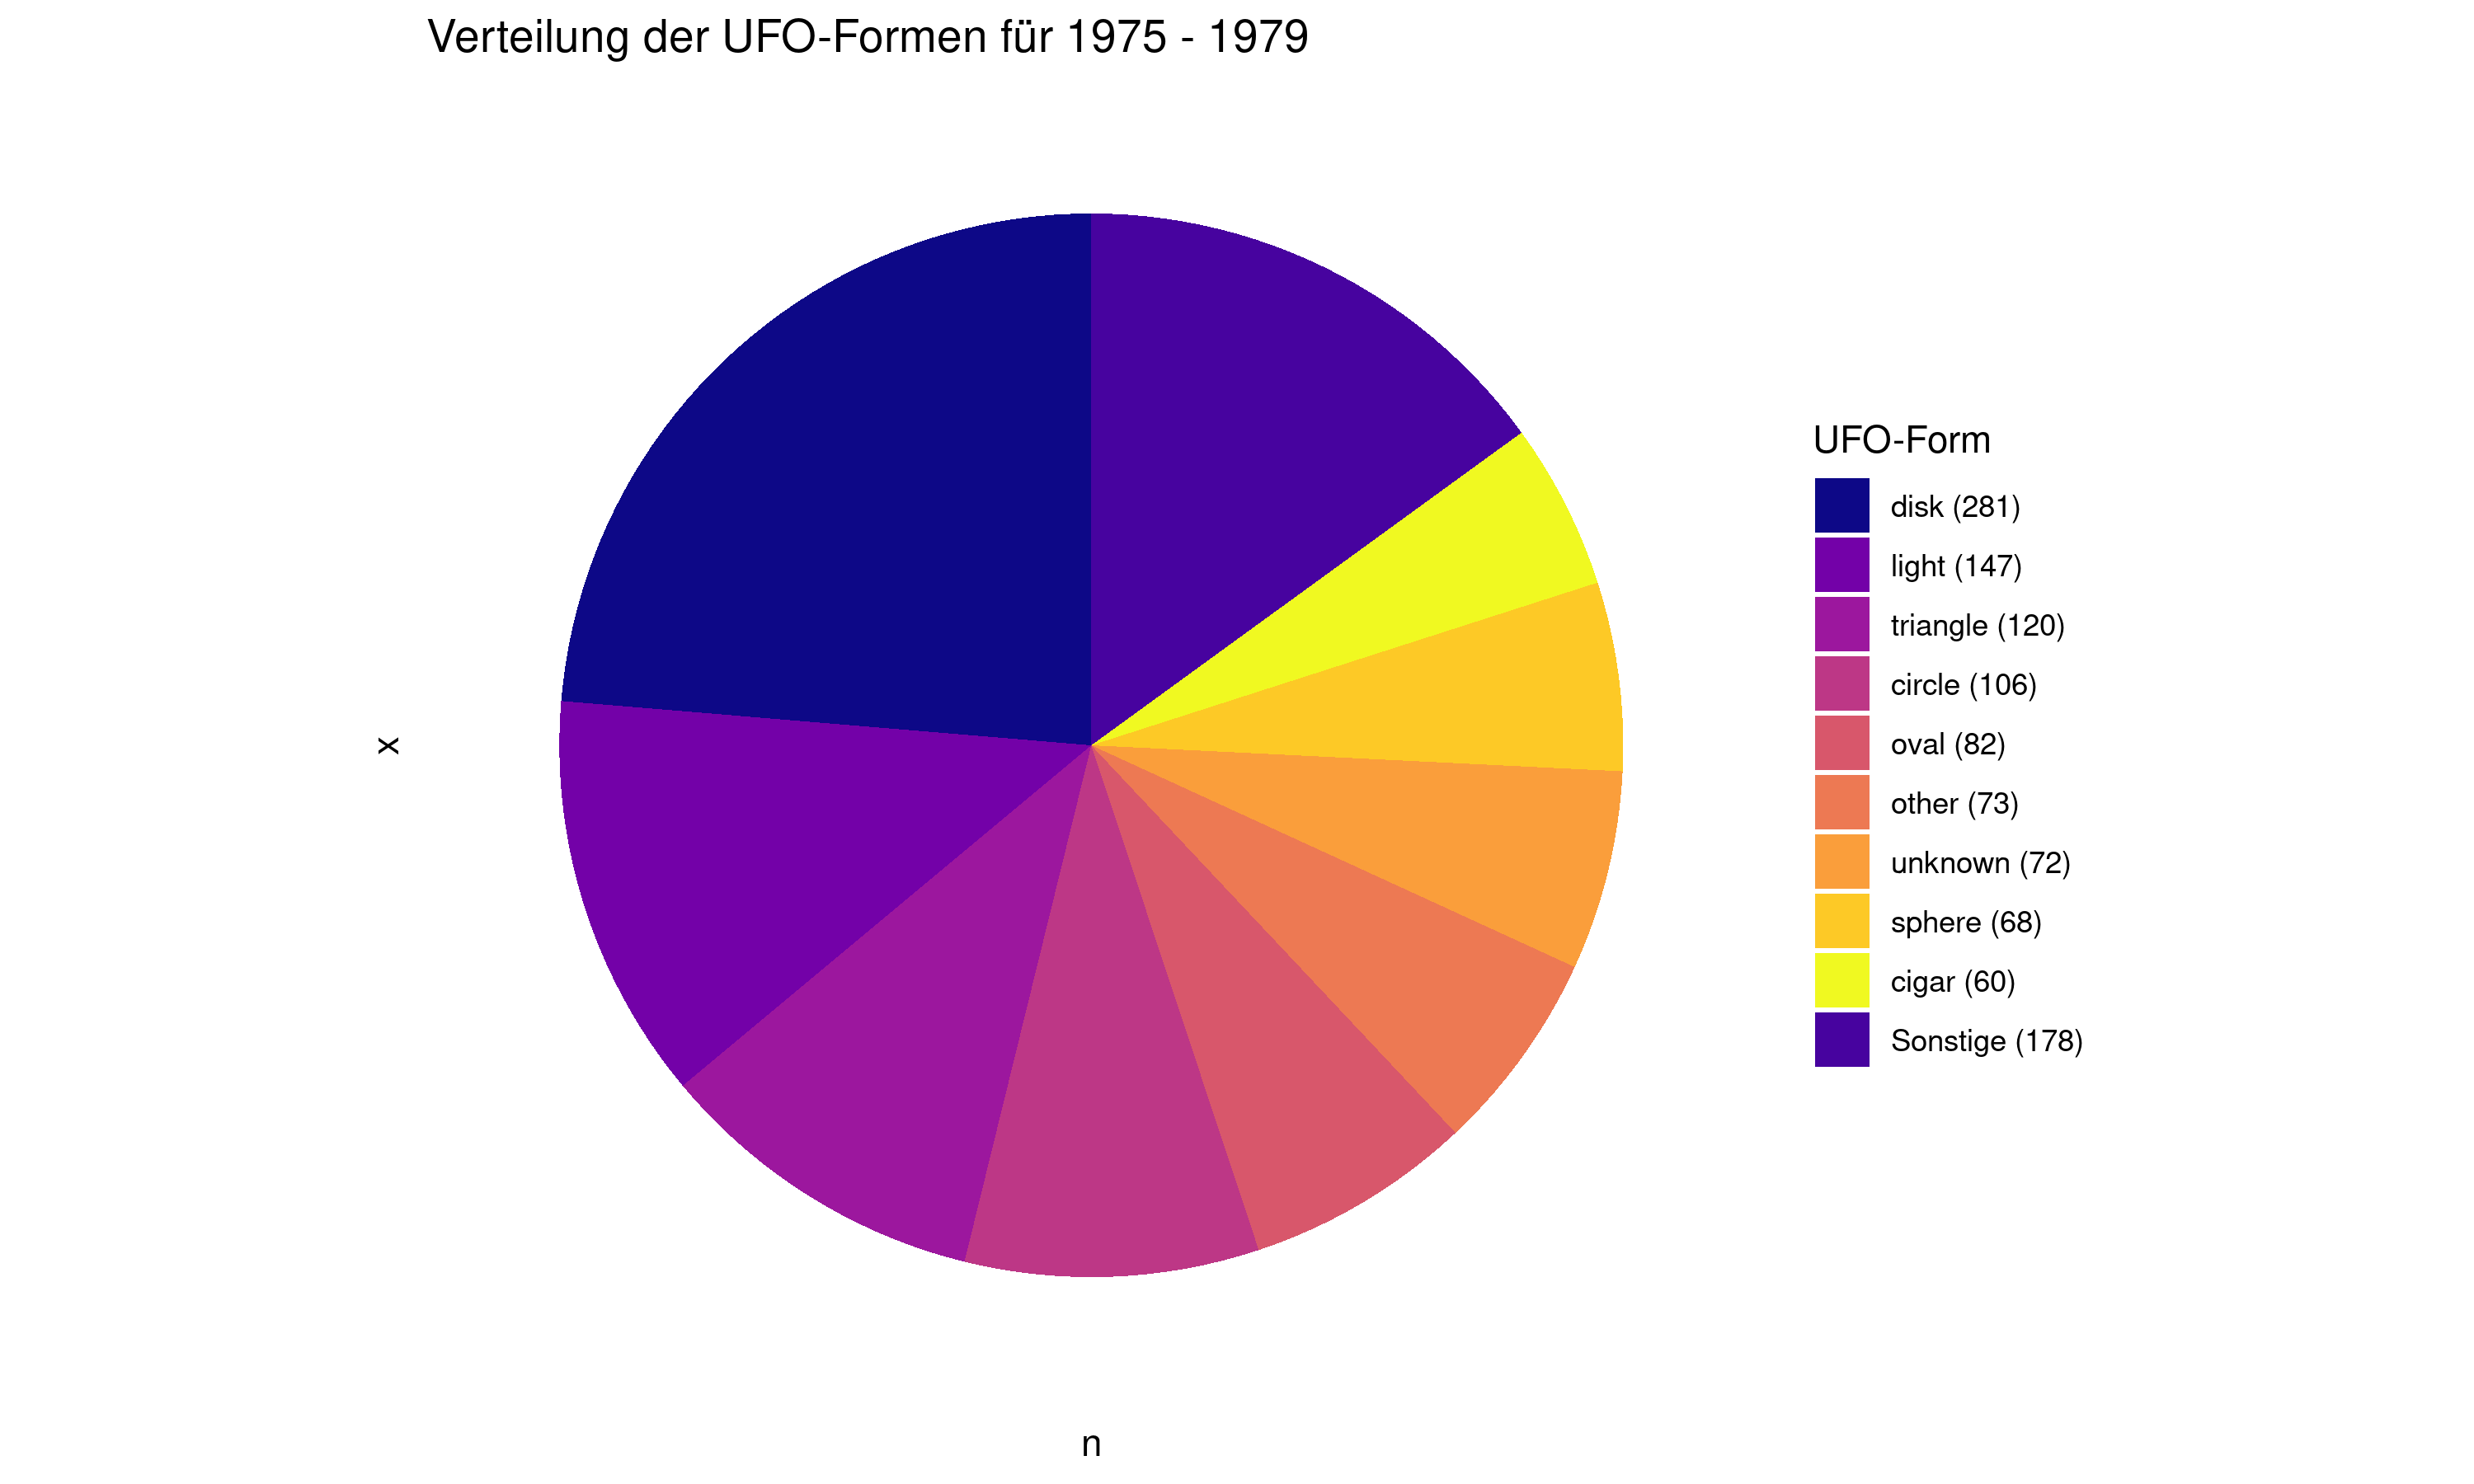 Verteilung der UFO-Formen für 1975 - 1979
x
n
UFO-Form
disk (281)
light (147)
triangle (120)
circle (106)
oval (82)
other (73)
unknown (72)
sphere (68)
cigar (60)
Sonstige (178)